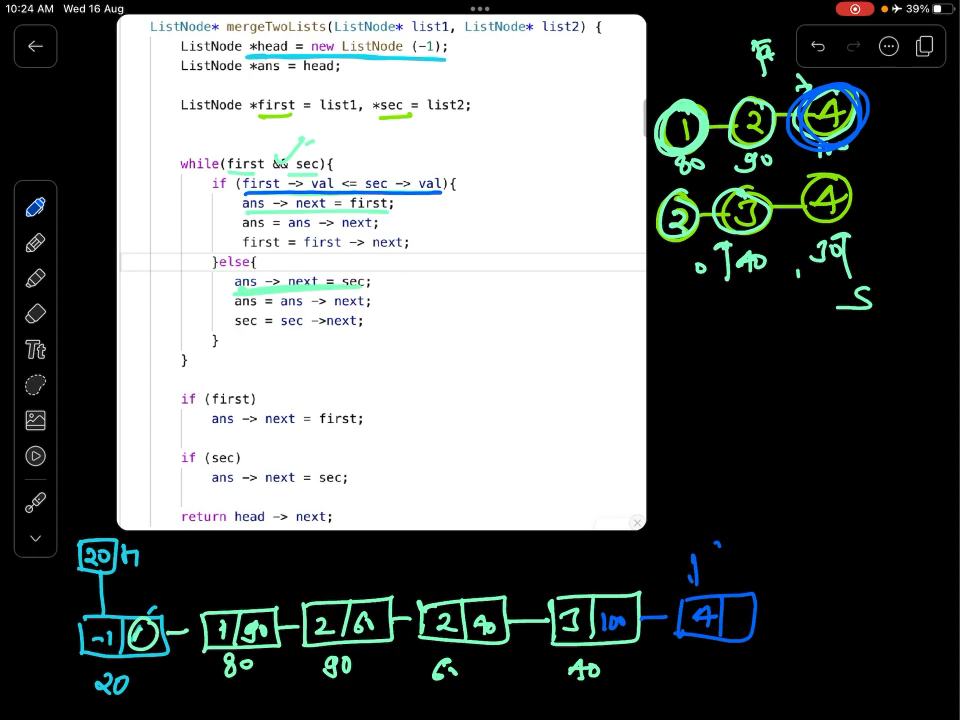 10:24 AM Wed 16 Aug
39%
ListNode* mergeTwoLists(ListNode* list1, ListNode* list2) {
ListNode *head = new ListNode (-1);
ListNode *ans = head;
ListNode *first = list1, *sec = list2;
while(first && sec){
if (first -> val <= sec -> val){
ans -> next = first;
ans = ans -> next;
first = first -> next;
}else{
ans -> next = sec;
ans = ans -> next;
sec = sec ->next;
}
}
if (first)
ans -> next = first;
if (sec)
ans -> next = sec;
return head -> next;
Tt
1 2 4
80 90
2 3 4
40 30
S
20 h
-1 1 90 2 60 2 40 3 100 4
20 80 90 60 40